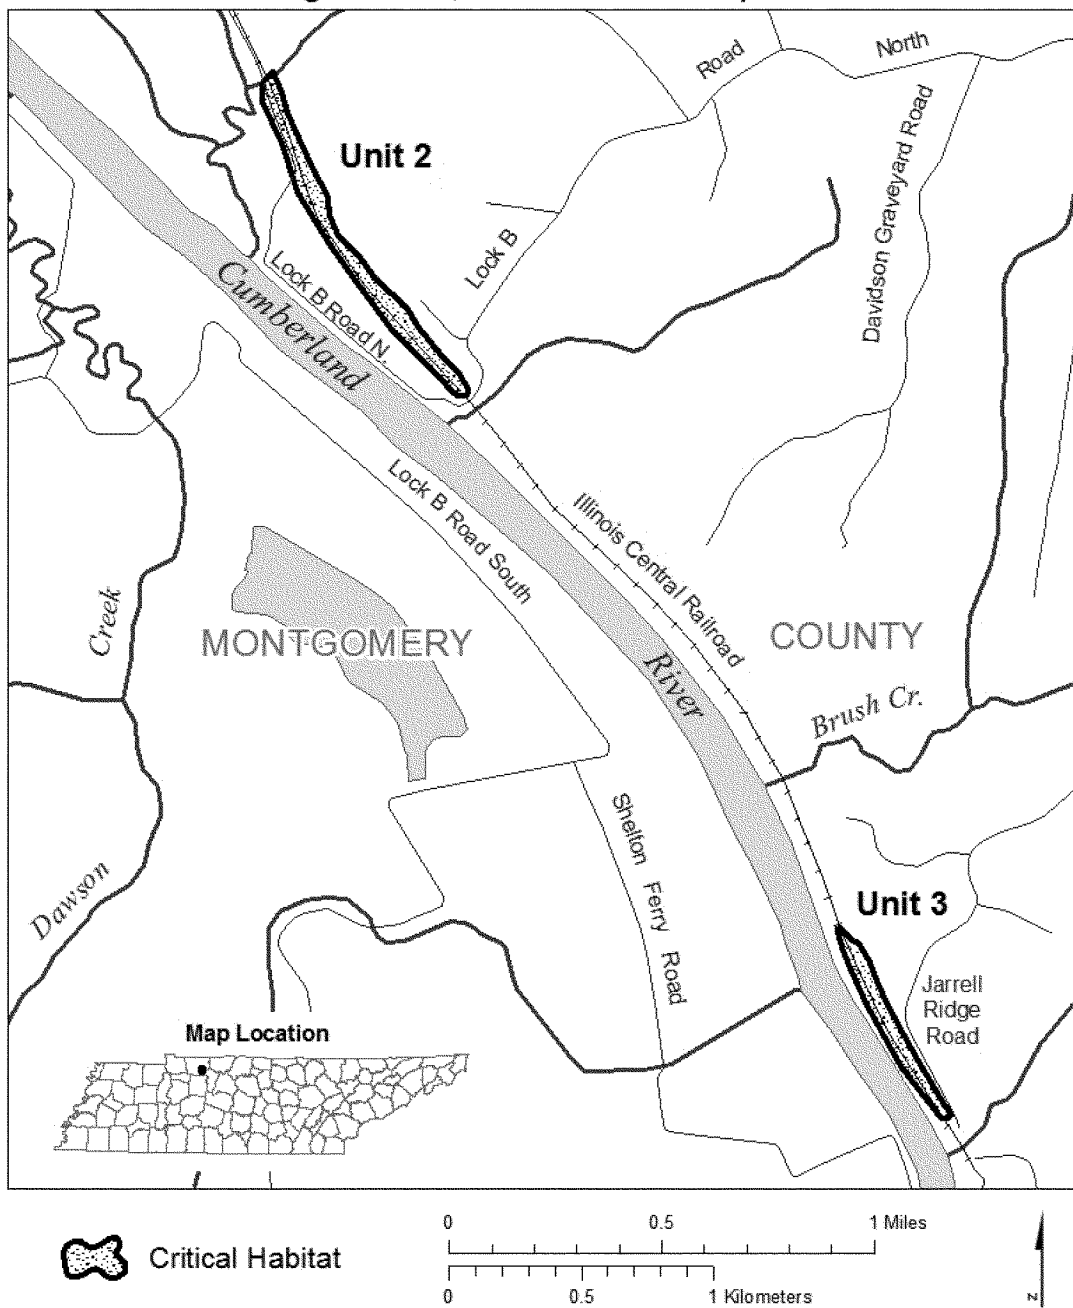 North
Road
Davidson Graveyard Road
Unit 2
Lock B
Lock B Road N.
Cumberland
Lock B Road South
Illinois Central Railroad
Creek
MONTGOMERY
COUNTY
River
Brush Cr.
Shelton Ferry Road
Dawson
Unit 3
Jarrell
Ridge
Road
Map Location
Critical Habitat
0 0.5 1 Miles
0 0.5 1 Kilometers
N